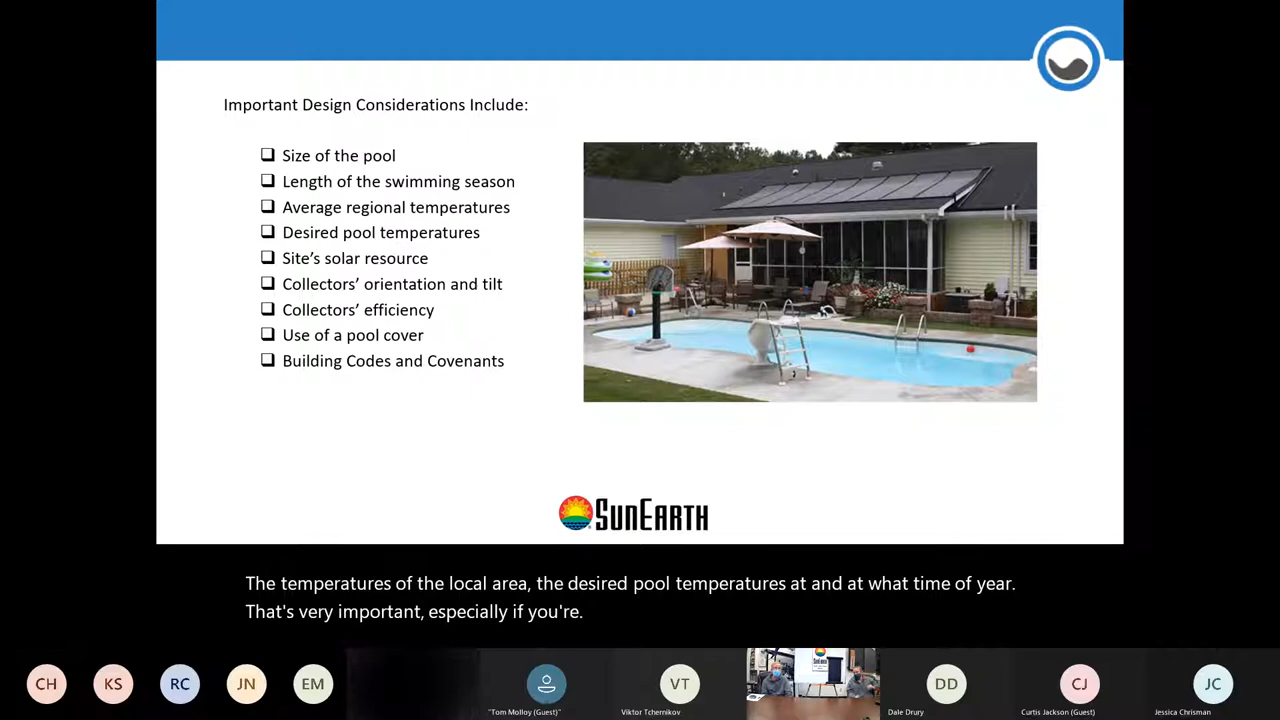 Important Design Considerations Include:
Size of the pool
Length of the swimming season
Average regional temperatures
Desired pool temperatures
Site's solar resource
Collectors' orientation and tilt
Collectors' efficiency
Use of a pool cover
Building Codes and Covenants
SunEarth
The temperatures of the local area, the desired pool temperatures at and at what time of year.
That's very important, especially if you're.
CH
KS
RC
JN
EM
"Tom Molloy (Guest)"
VT
Viktor Tchernikov
SunEarth
DD
Dale Drury
CJ
Curtis Jackson (Guest)
JC
Jessica Chrisman